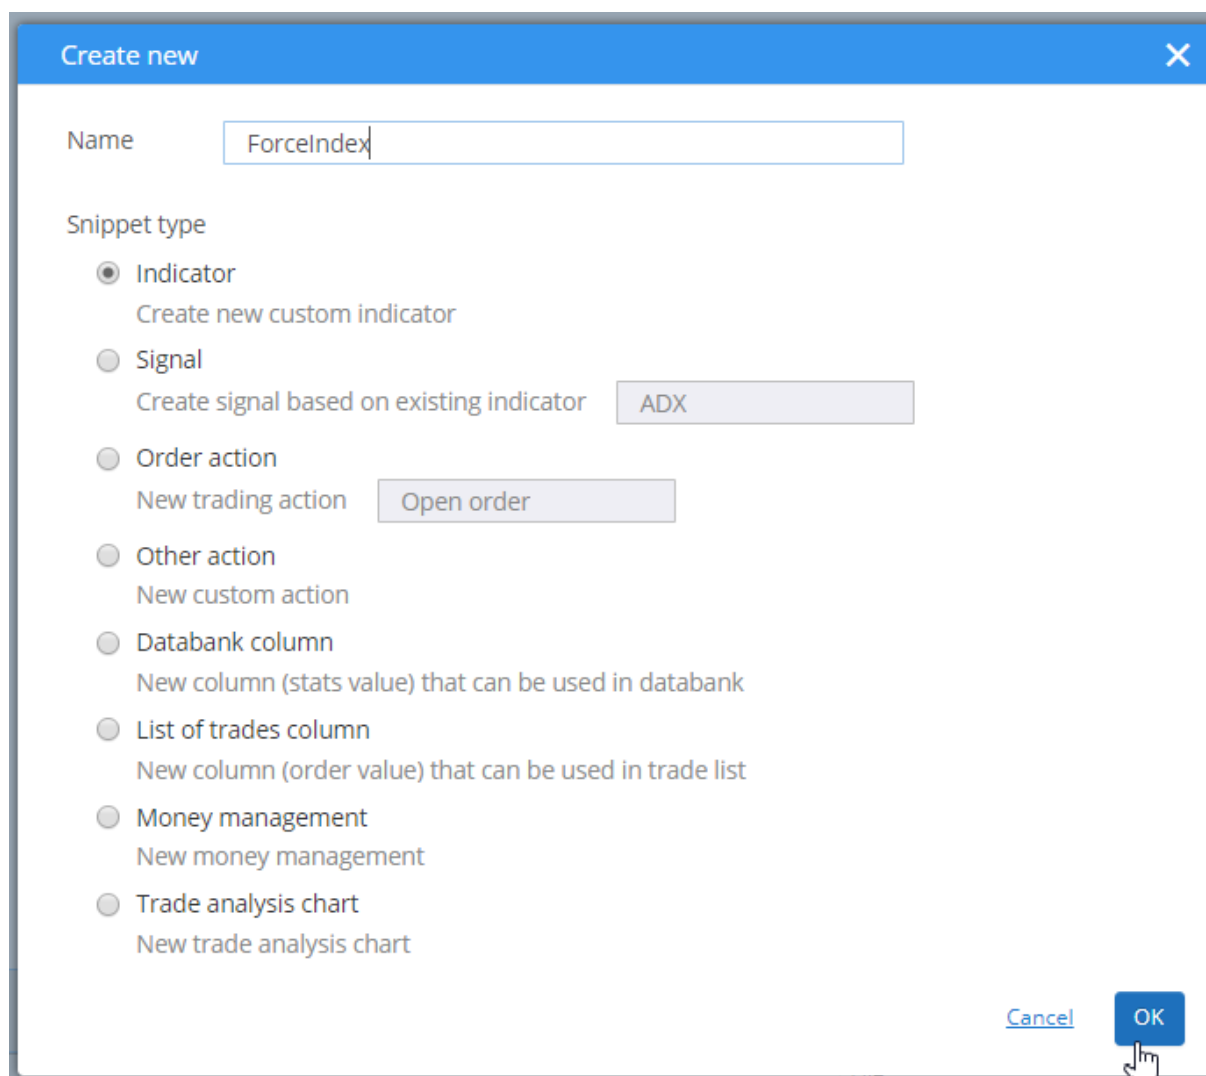 Create new
Name ForceIndex
Snippet type
Indicator
Create new custom indicator
Signal
Create signal based on existing indicator ADX
Order action
New trading action Open order
Other action
New custom action
Databank column
New column (stats value) that can be used in databank
List of trades column
New column (order value) that can be used in trade list
Money management
New money management
Trade analysis chart
New trade analysis chart
Cancel OK